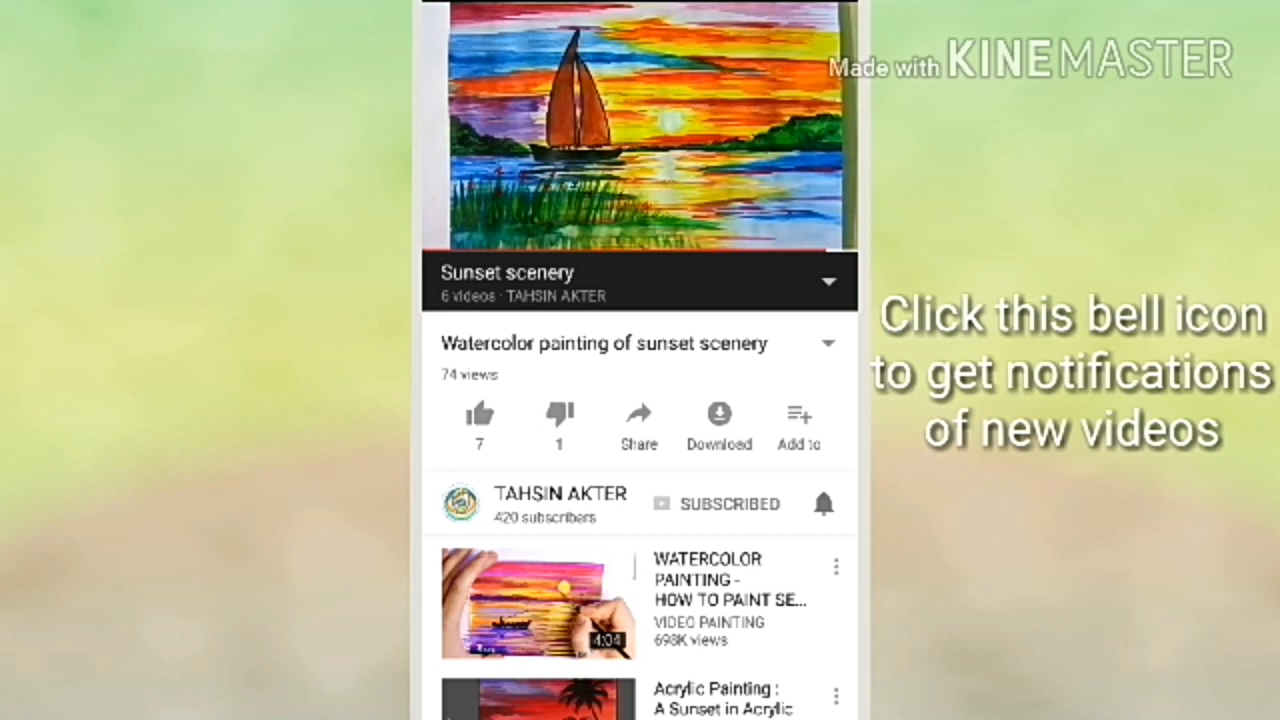 Made with KINEMASTER
Sunset scenery
6 videos · TAHSIN AKTER
Watercolor painting of sunset scenery
74 views
7
1
Share
Download
Add to
TAHSIN AKTER
420 subscribers
SUBSCRIBED
Click this bell icon
to get notifications
of new videos
WATERCOLOR
PAINTING -
HOW TO PAINT SE...
VIDEO PAINTING
698K views
4:04
Acrylic Painting :
A Sunset in Acrylic